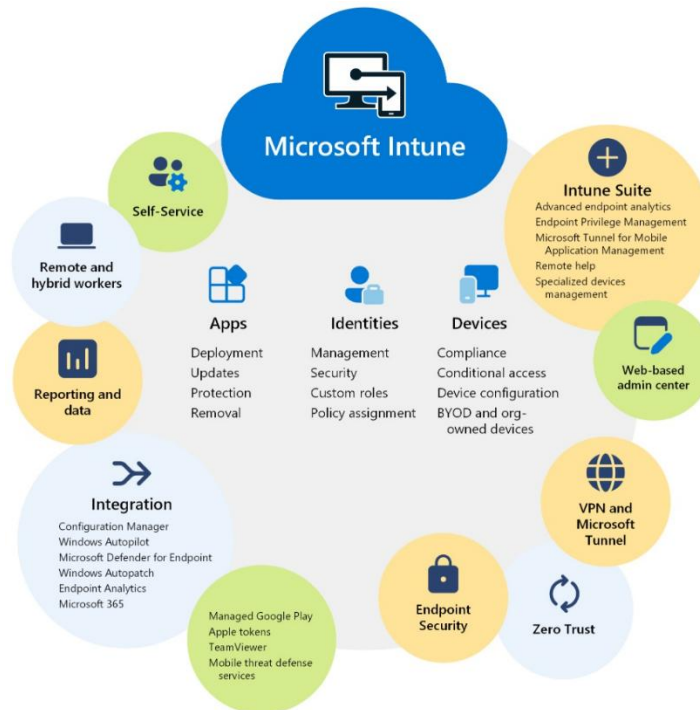 Microsoft Intune
Self-Service
Remote and
hybrid workers
Reporting and
data
Integration
Configuration Manager
Windows Autopilot
Microsoft Defender for Endpoint
Windows Autopatch
Endpoint Analytics
Microsoft 365
Managed Google Play
Apple tokens
TeamViewer
Mobile threat defense
services
Apps
Deployment
Updates
Protection
Removal
Identities
Management
Security
Custom roles
Policy assignment
Devices
Compliance
Conditional access
Device configuration
BYOD and org-
owned devices
Intune Suite
Advanced endpoint analytics
Endpoint Privilege Management
Microsoft Tunnel for Mobile
Application Management
Remote help
Specialized devices
management
Web-based
admin center
VPN and
Microsoft
Tunnel
Endpoint
Security
Zero Trust